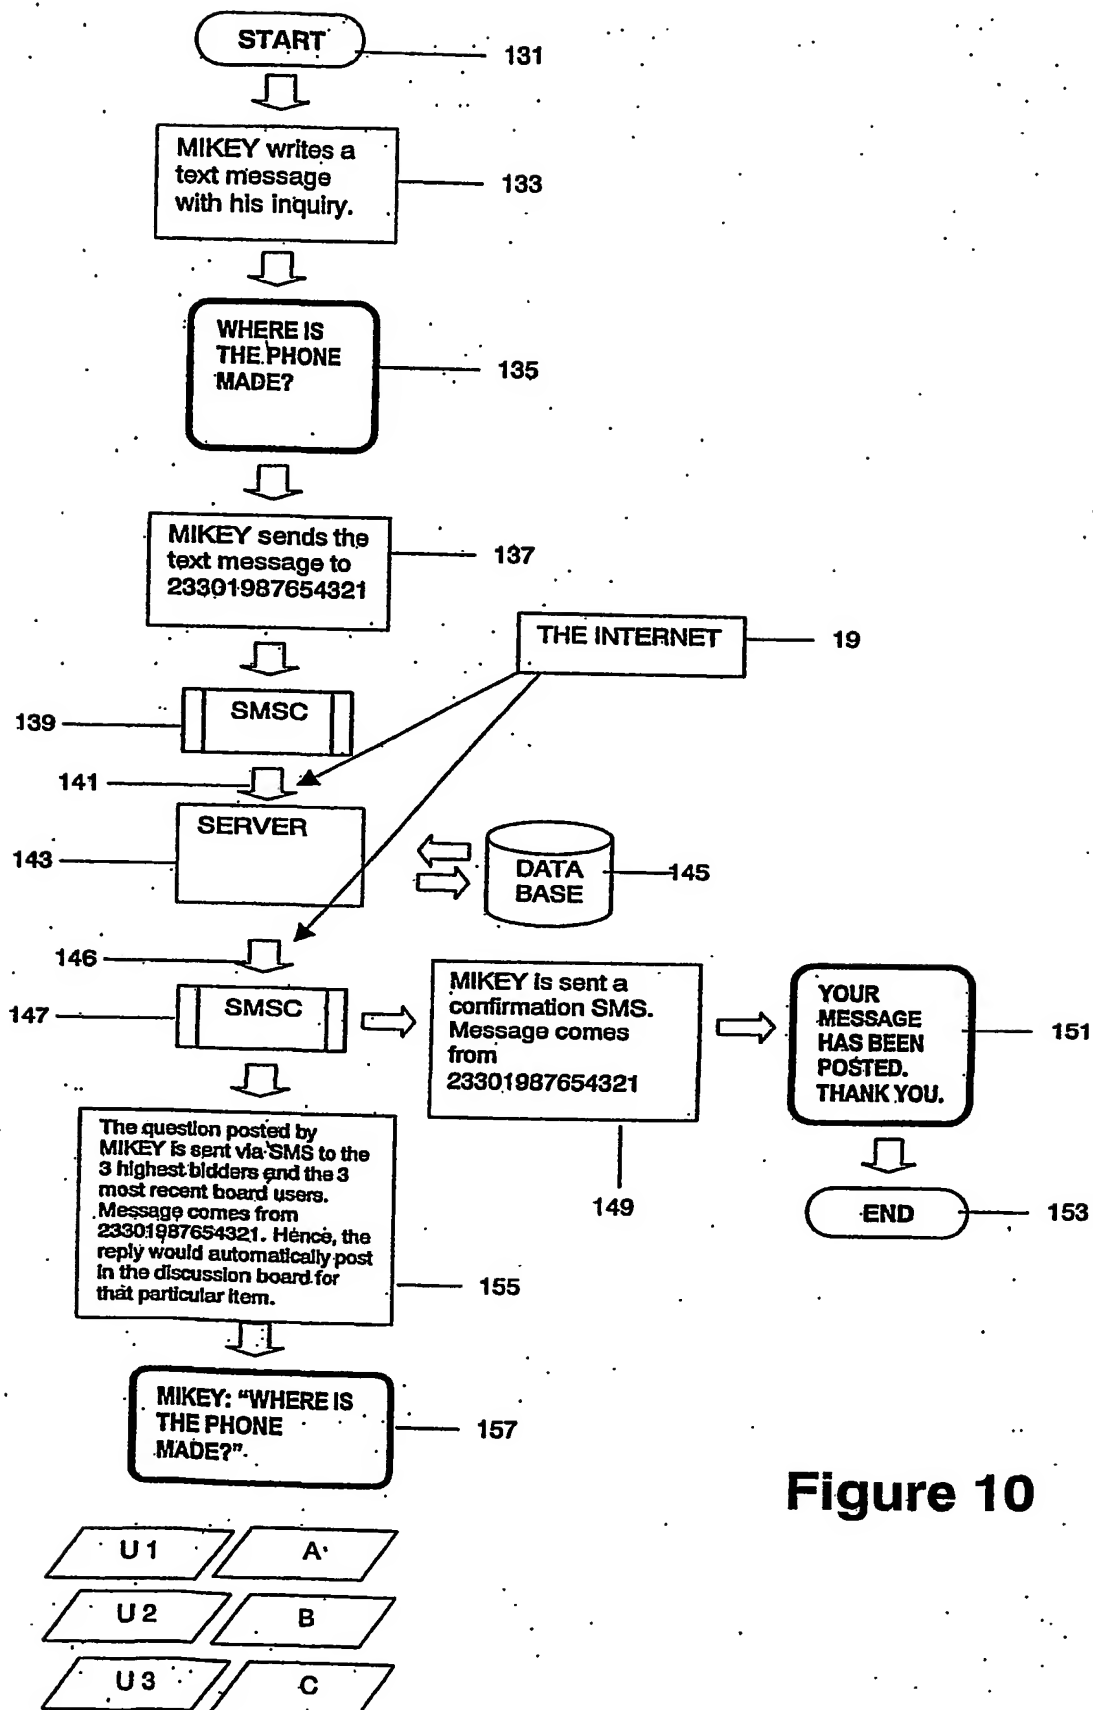 START
131
MIKEY writes a
text message
with his inquiry.
133
WHERE IS
THE PHONE
MADE?
135
MIKEY sends the
text message to
23301987654321
137
THE INTERNET
19
SMSC
139
141
SERVER
143
DATA
BASE
145
146
SMSC
147
MIKEY is sent a
confirmation SMS.
Message comes
from
23301987654321
149
YOUR
MESSAGE
HAS BEEN
POSTED.
THANK YOU.
151
END
153
The question posted by
MIKEY is sent via SMS to the
3 highest bidders and the 3
most recent board users.
Message comes from
23301987654321. Hence, the
reply would automatically post
in the discussion board for
that particular item.
155
MIKEY: “WHERE IS
THE PHONE
MADE?”
157
Figure 10
U 1
A
U 2
B
U 3
C